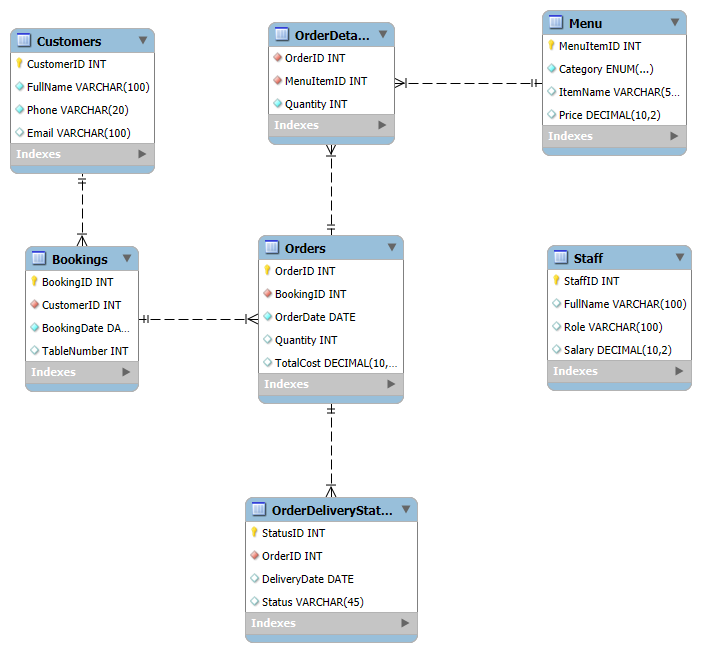 Customers
CustomerID INT
FullName VARCHAR(100)
Phone VARCHAR(20)
Email VARCHAR(100)
Indexes
OrderDeta...
OrderID INT
MenuItemID INT
Quantity INT
Indexes
Menu
MenuItemID INT
Category ENUM(...)
ItemName VARCHAR(5...
Price DECIMAL(10,2)
Indexes
Bookings
BookingID INT
CustomerID INT
BookingDate DA...
TableNumber INT
Indexes
Orders
OrderID INT
BookingID INT
OrderDate DATE
Quantity INT
TotalCost DECIMAL(10,...
Indexes
Staff
StaffID INT
FullName VARCHAR(100)
Role VARCHAR(100)
Salary DECIMAL(10,2)
Indexes
OrderDeliveryStat...
StatusID INT
OrderID INT
DeliveryDate DATE
Status VARCHAR(45)
Indexes